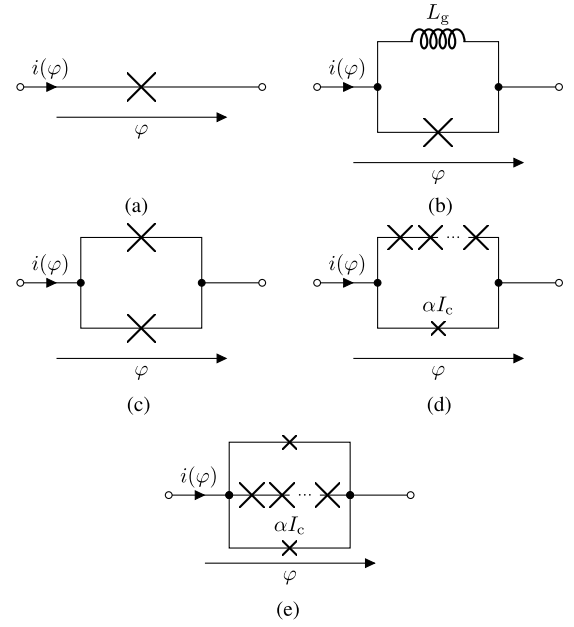 L_g
i(φ) i(φ)
φ φ
(a) (b)
i(φ) i(φ) ...
αI_c
φ φ
(c) (d)
i(φ) ...
αI_c
φ
(e)